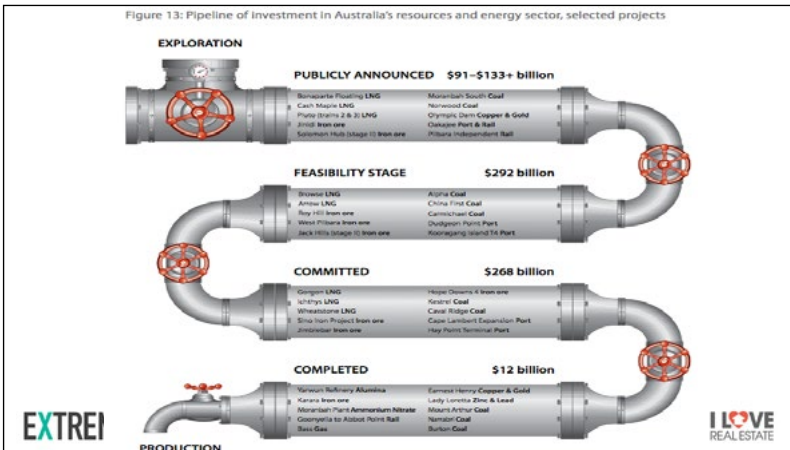 Figure 13: Pipeline of investment in Australia's resources and energy sector, selected projects
EXPLORATION
PUBLICLY ANNOUNCED $91–$133+ billion
Bonaparte Floating LNG
Cash Maple LNG
Pluto (trains 2 & 3) LNG
Jinidi Iron ore
Solomon Hub (stage II) Iron ore
Moranbah South Coal
Norwood Coal
Olympic Dam Copper & Gold
Oakajee Port & Rail
Pilbara Independent Rail
FEASIBILITY STAGE $292 billion
Browse LNG
Arrow LNG
Roy Hill Iron ore
West Pilbara Iron ore
Jack Hills (stage II) Iron ore
Alpha Coal
China First Coal
Carmichael Coal
Dudgeon Point Port
Kooragang Island T4 Port
COMMITTED $268 billion
Gorgon LNG
Ichthys LNG
Wheatstone LNG
Sino Iron Project Iron ore
Jimblebar Iron ore
Hope Downs 4 Iron ore
Kestrel Coal
Caval Ridge Coal
Cape Lambert Expansion Port
Hay Point Terminal Port
COMPLETED $12 billion
Yarwun Refinery Alumina
Karara Iron ore
Moranbah Plant Ammonium Nitrate
Goonyella to Abbot Point Rail
Bass Gas
Earnest Henry Copper & Gold
Lady Loretta Zinc & Lead
Mount Arthur Coal
Narrabri Coal
Burton Coal
PRODUCTION
EXTREM
I LOVE
REAL ESTATE